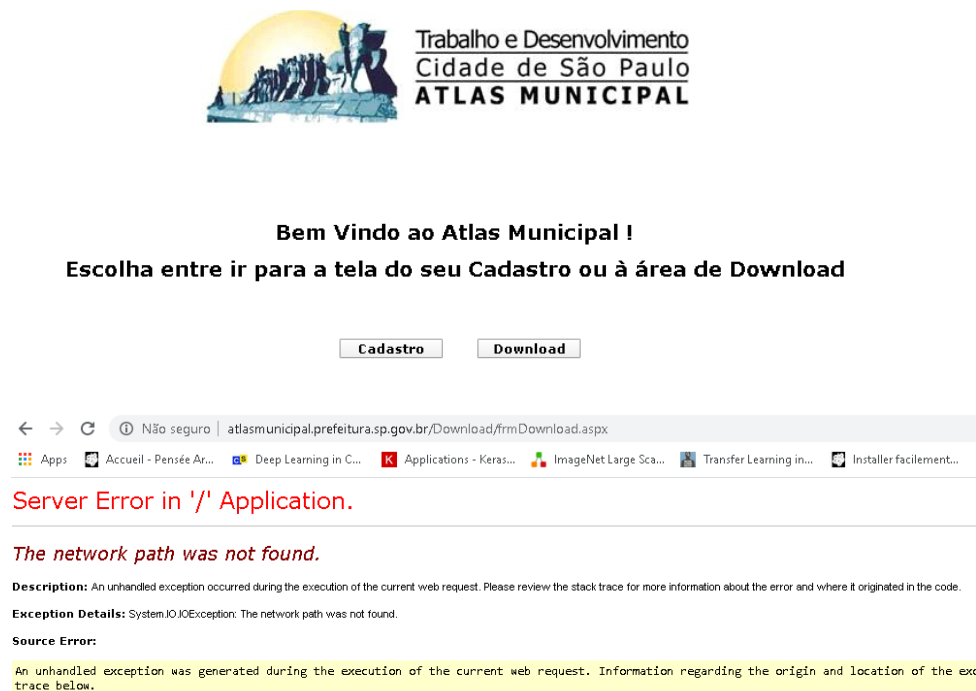 Trabalho e Desenvolvimento
Cidade de São Paulo
ATLAS MUNICIPAL
Bem Vindo ao Atlas Municipal !
Escolha entre ir para a tela do seu Cadastro ou à área de Download
Cadastro Download
Não seguro | atlasmunicipal.prefeitura.sp.gov.br/Download/frmDownload.aspx
Apps Accueil - Pensée Ar... Deep Learning in C... K Applications - Keras... ImageNet Large Sca... Transfer Learning in... Installer facilement...
Server Error in '/' Application.
The network path was not found.
Description: An unhandled exception occurred during the execution of the current web request. Please review the stack trace for more information about the error and where it originated in the code.
Exception Details: System.IO.IOException: The network path was not found.
Source Error:
An unhandled exception was generated during the execution of the current web request. Information regarding the origin and location of the exc
trace below.